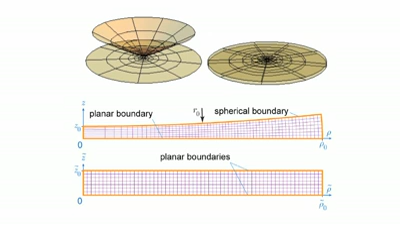 z
planar boundary
r₀
spherical boundary
z₀
ρ
0
ρ₀
z̄
planar boundaries
z̄₀
ρ̄
0
ρ̄₀